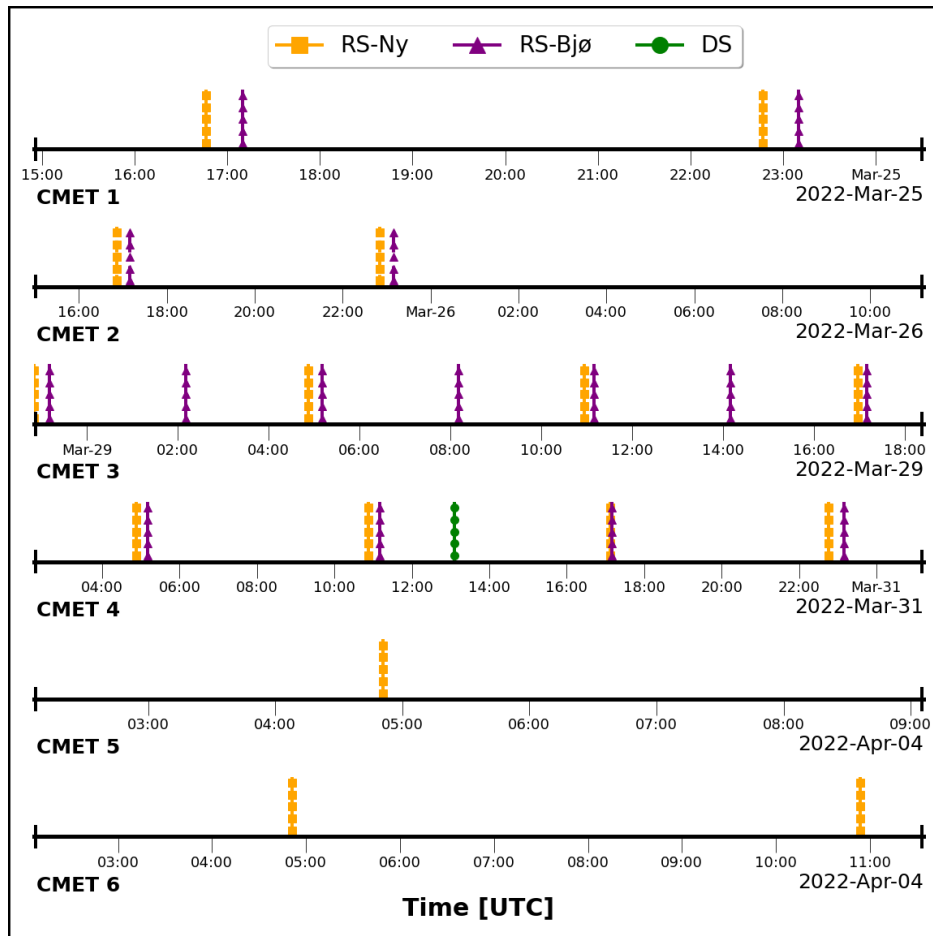 RS-Ny RS-Bjø DS
15:00 16:00 17:00 18:00 19:00 20:00 21:00 22:00 23:00 Mar-25
CMET 1 2022-Mar-25
16:00 18:00 20:00 22:00 Mar-26 02:00 04:00 06:00 08:00 10:00
CMET 2 2022-Mar-26
Mar-29 02:00 04:00 06:00 08:00 10:00 12:00 14:00 16:00 18:00
CMET 3 2022-Mar-29
04:00 06:00 08:00 10:00 12:00 14:00 16:00 18:00 20:00 22:00 Mar-31
CMET 4 2022-Mar-31
03:00 04:00 05:00 06:00 07:00 08:00 09:00
CMET 5 2022-Apr-04
03:00 04:00 05:00 06:00 07:00 08:00 09:00 10:00 11:00
CMET 6 2022-Apr-04
Time [UTC]